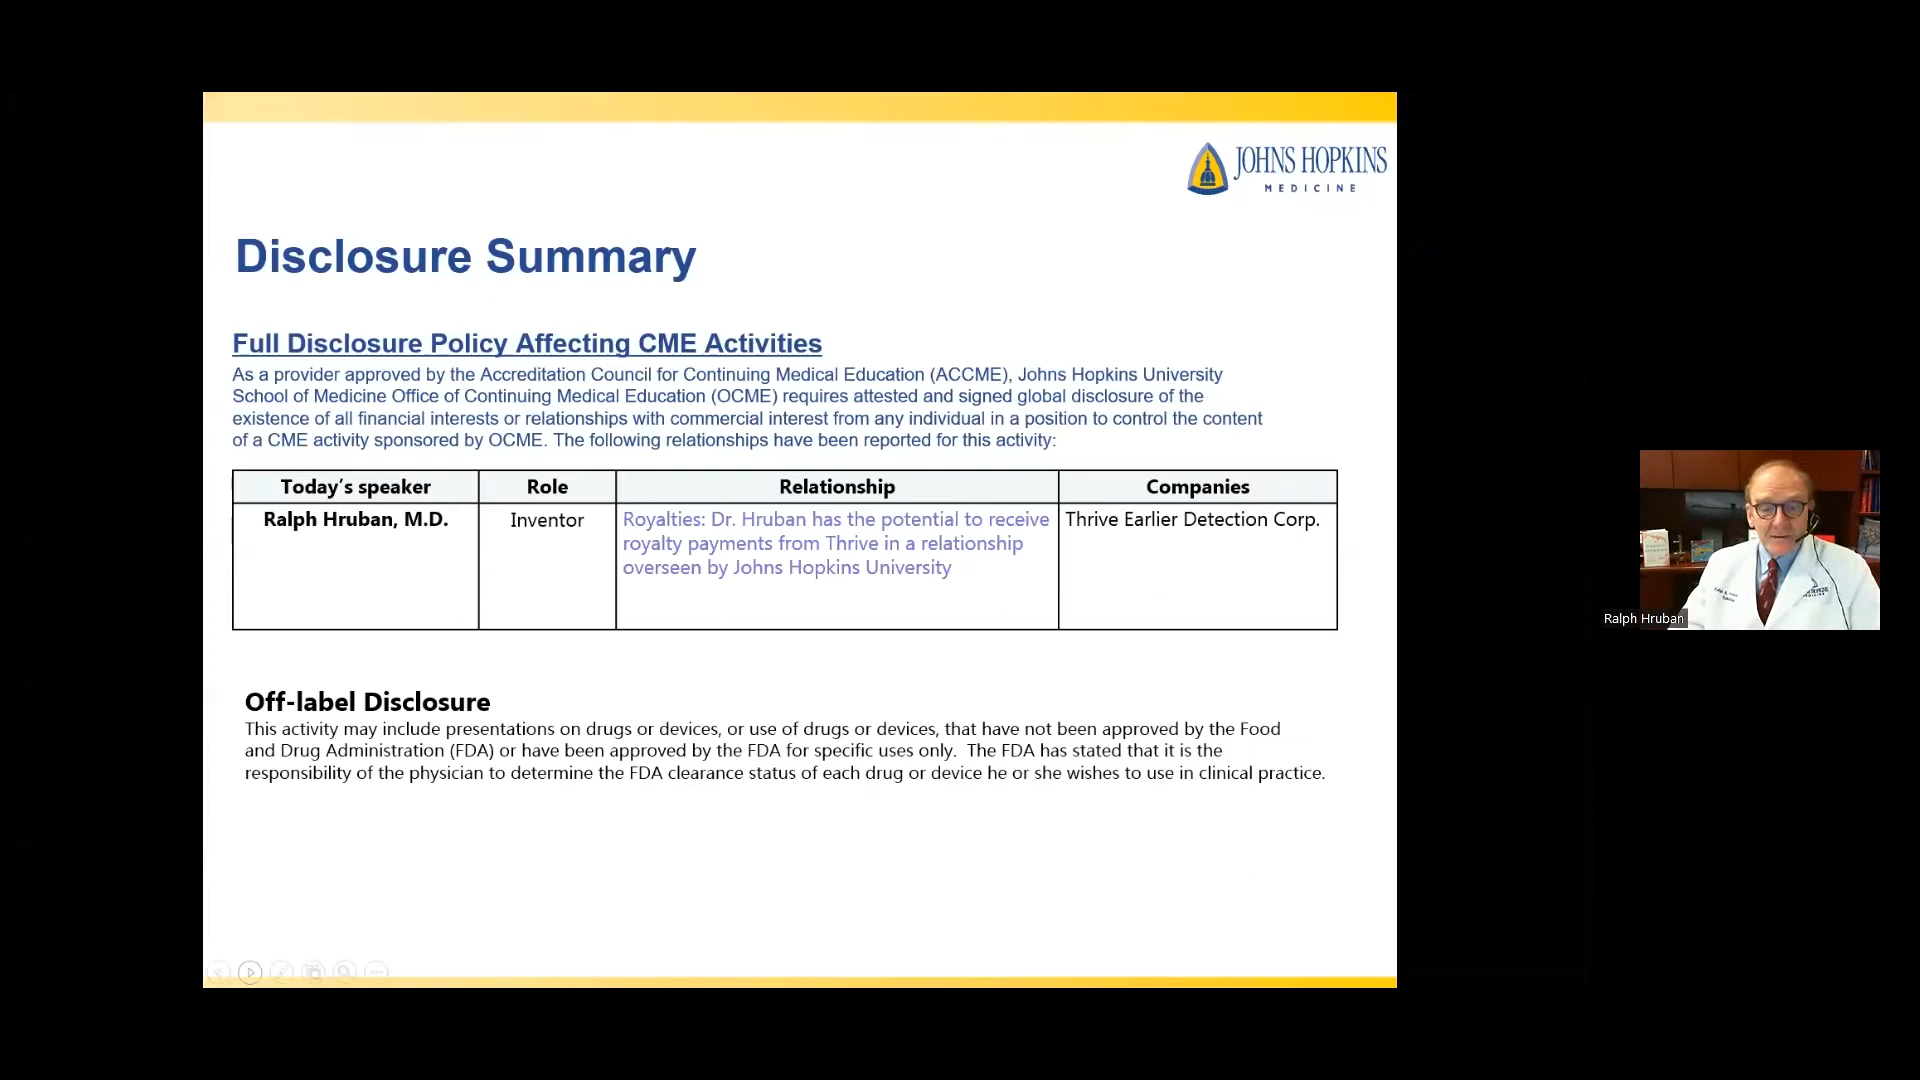 JOHNS HOPKINS
MEDICINE
Disclosure Summary
Full Disclosure Policy Affecting CME Activities
As a provider approved by the Accreditation Council for Continuing Medical Education (ACCME), Johns Hopkins University
School of Medicine Office of Continuing Medical Education (OCME) requires attested and signed global disclosure of the
existence of all financial interests or relationships with commercial interest from any individual in a position to control the content
of a CME activity sponsored by OCME. The following relationships have been reported for this activity:
Today’s speaker Role Relationship Companies
Ralph Hruban, M.D. Inventor Royalties: Dr. Hruban has the potential to receive Thrive Earlier Detection Corp.
royalty payments from Thrive in a relationship
overseen by Johns Hopkins University
Off-label Disclosure
This activity may include presentations on drugs or devices, or use of drugs or devices, that have not been approved by the Food
and Drug Administration (FDA) or have been approved by the FDA for specific uses only.  The FDA has stated that it is the
responsibility of the physician to determine the FDA clearance status of each drug or device he or she wishes to use in clinical practice.
Ralph Hruban